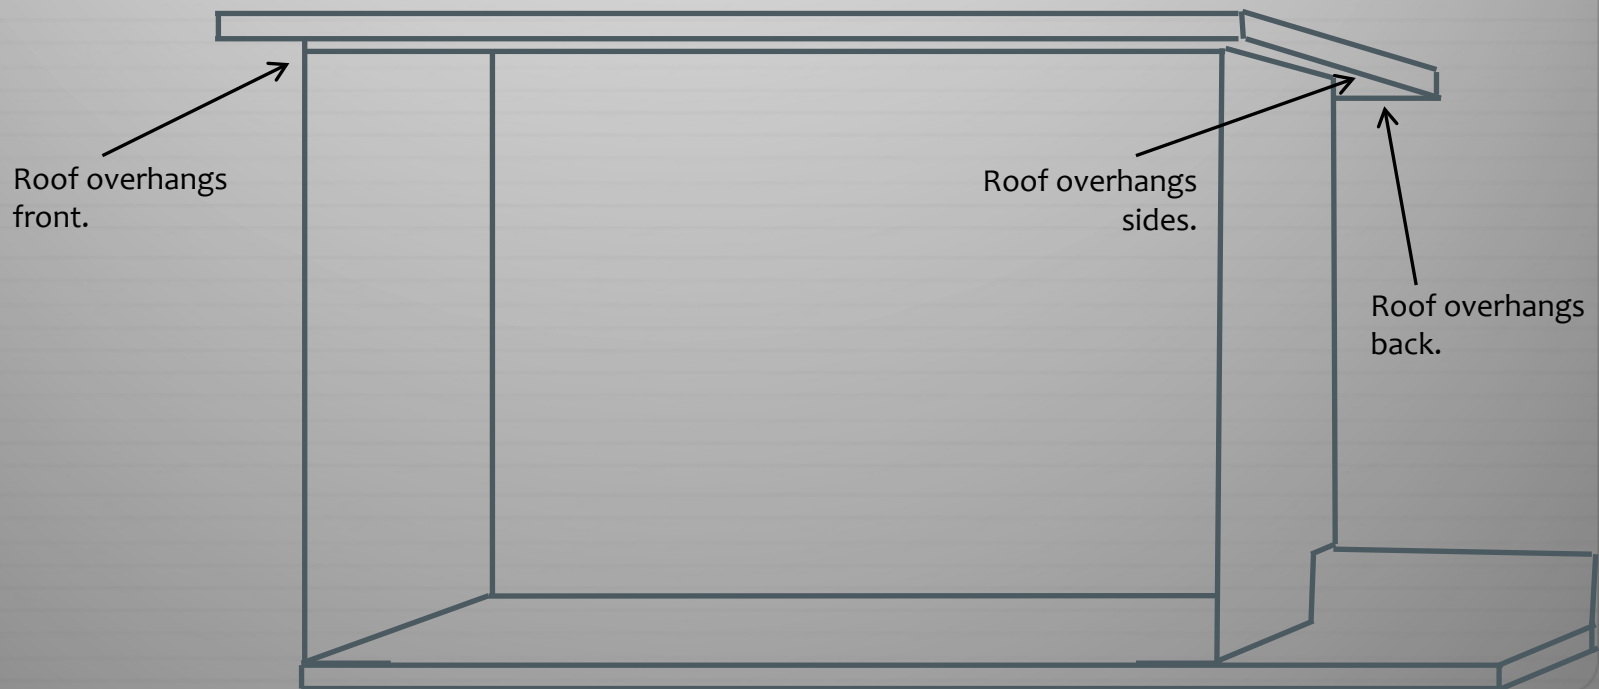 Roof overhangs
front.
Roof overhangs
sides.
Roof overhangs
back.